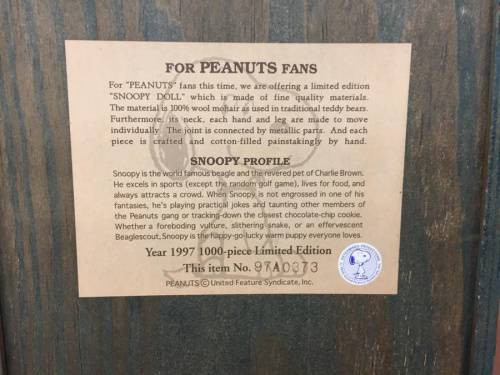 FOR PEANUTS FANS
For "PEANUTS" fans this time, we are offering a limited edition
"SNOOPY DOLL" which is made of fine quality materials.
The material is 100% wool mohair as used in traditional teddy bears.
Furthermore, its neck, each hand and leg are made to move
individually. The joint is connected by metallic parts. And each
piece is crafted and cotton-filled painstakingly by hand.
SNOOPY PROFILE
Snoopy is the world famous beagle and the revered pet of Charlie Brown.
He excels in sports (except the random golf game), lives for food, and
always attracts a crowd. When Snoopy is not engrossed in one of his
fantasies, he's playing practical jokes and taunting other members of
the Peanuts gang or tracking down the closest chocolate-chip cookie.
Whether a foreboding vulture, slithering snake, or an effervescent
Beaglescout, Snoopy is the happy-go-lucky warm puppy everyone loves.
Year 1997 1000-piece Limited Edition
This item No. 97A0373
PEANUTS © United Feature Syndicate, Inc.